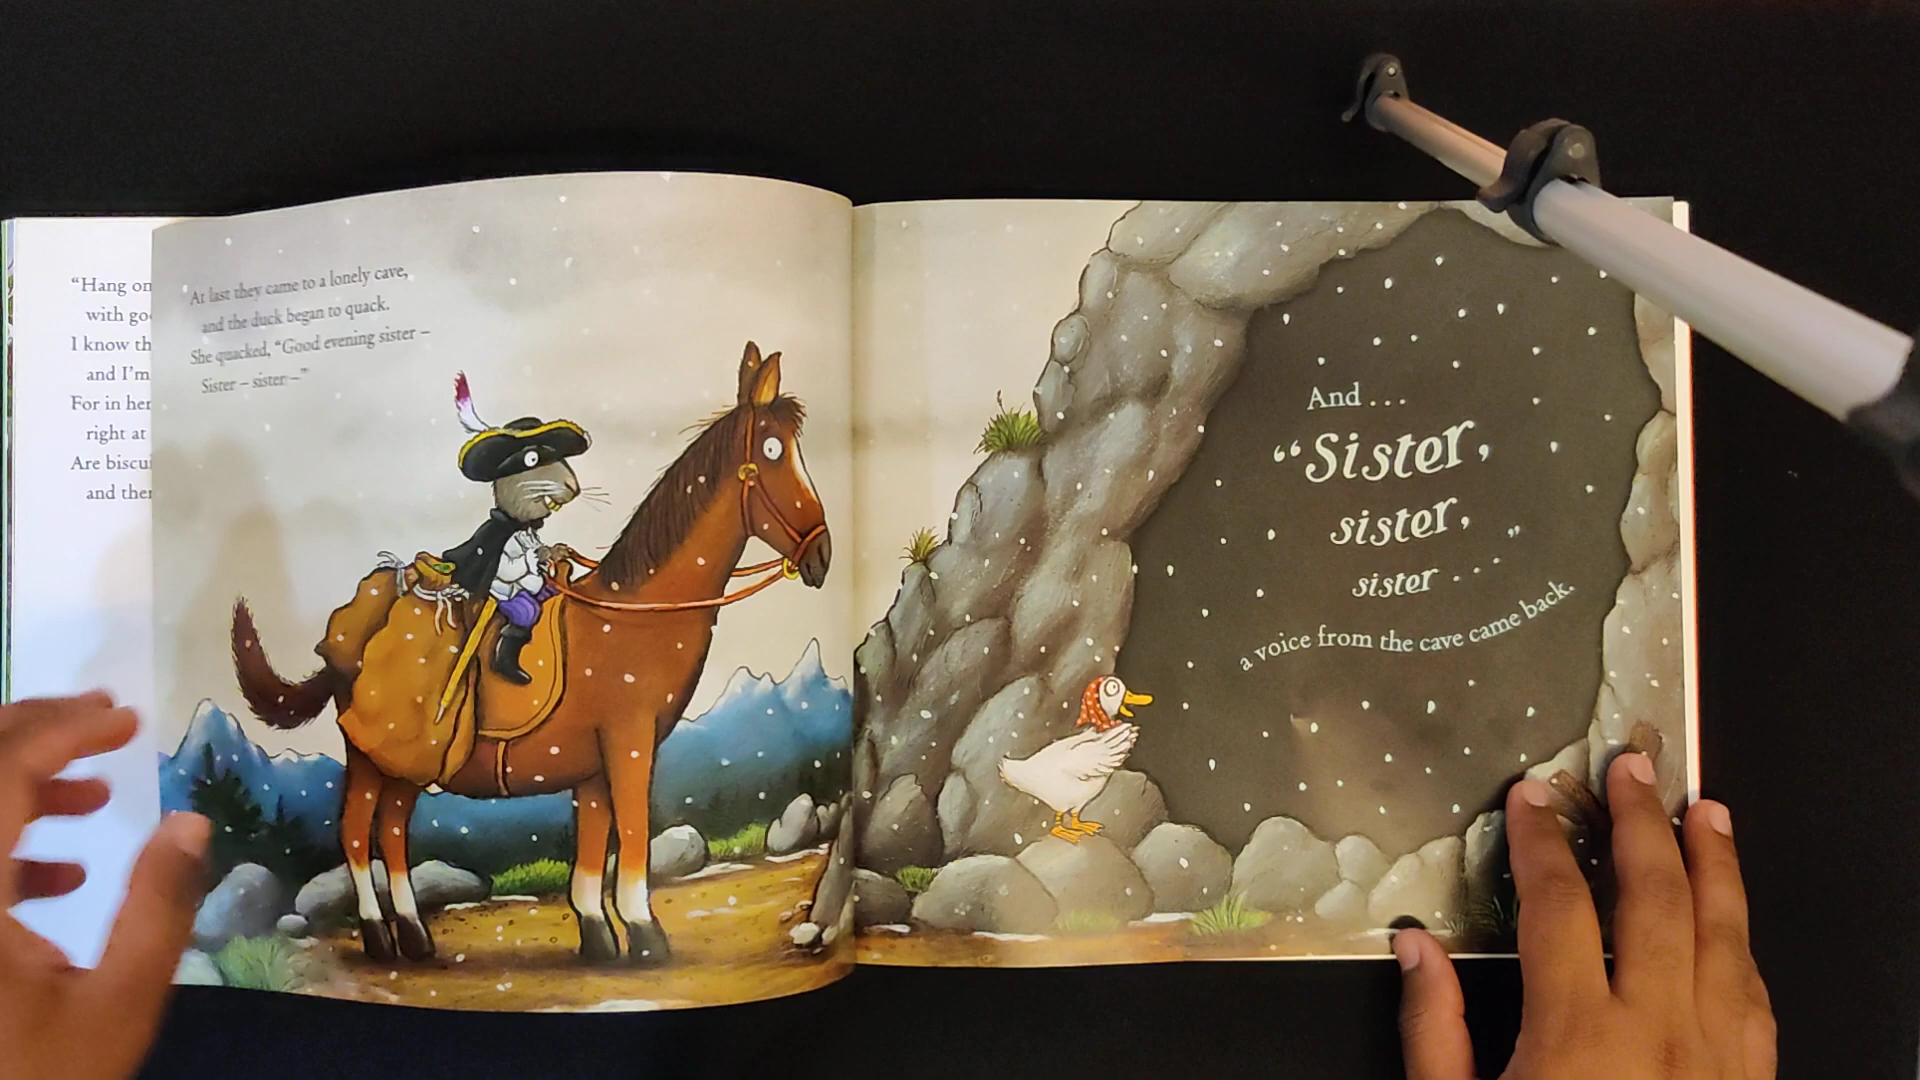 “Hang on
with go
I know th
and I’m
For in her
right at
Are biscui
and the
At last they came to a lonely cave,
and the duck began to quack.
She quacked, “Good evening sister –
Sister – sister –”
And . . .
“Sister,
sister,
sister . . . ”
a voice from the cave came back.